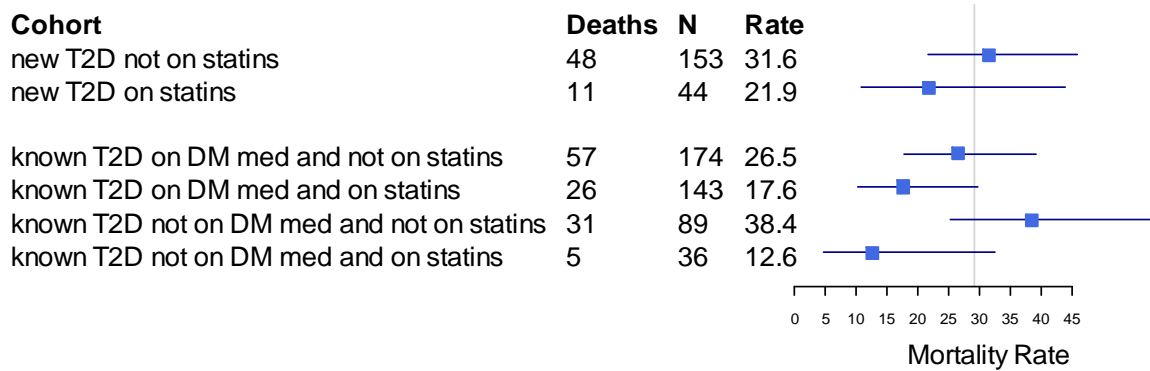 Cohort Deaths N Rate
new T2D not on statins 48 153 31.6
new T2D on statins 11 44 21.9
known T2D on DM med and not on statins 57 174 26.5
known T2D on DM med and on statins 26 143 17.6
known T2D not on DM med and not on statins 31 89 38.4
known T2D not on DM med and on statins 5 36 12.6
0 5 10 15 20 25 30 35 40 45
Mortality Rate